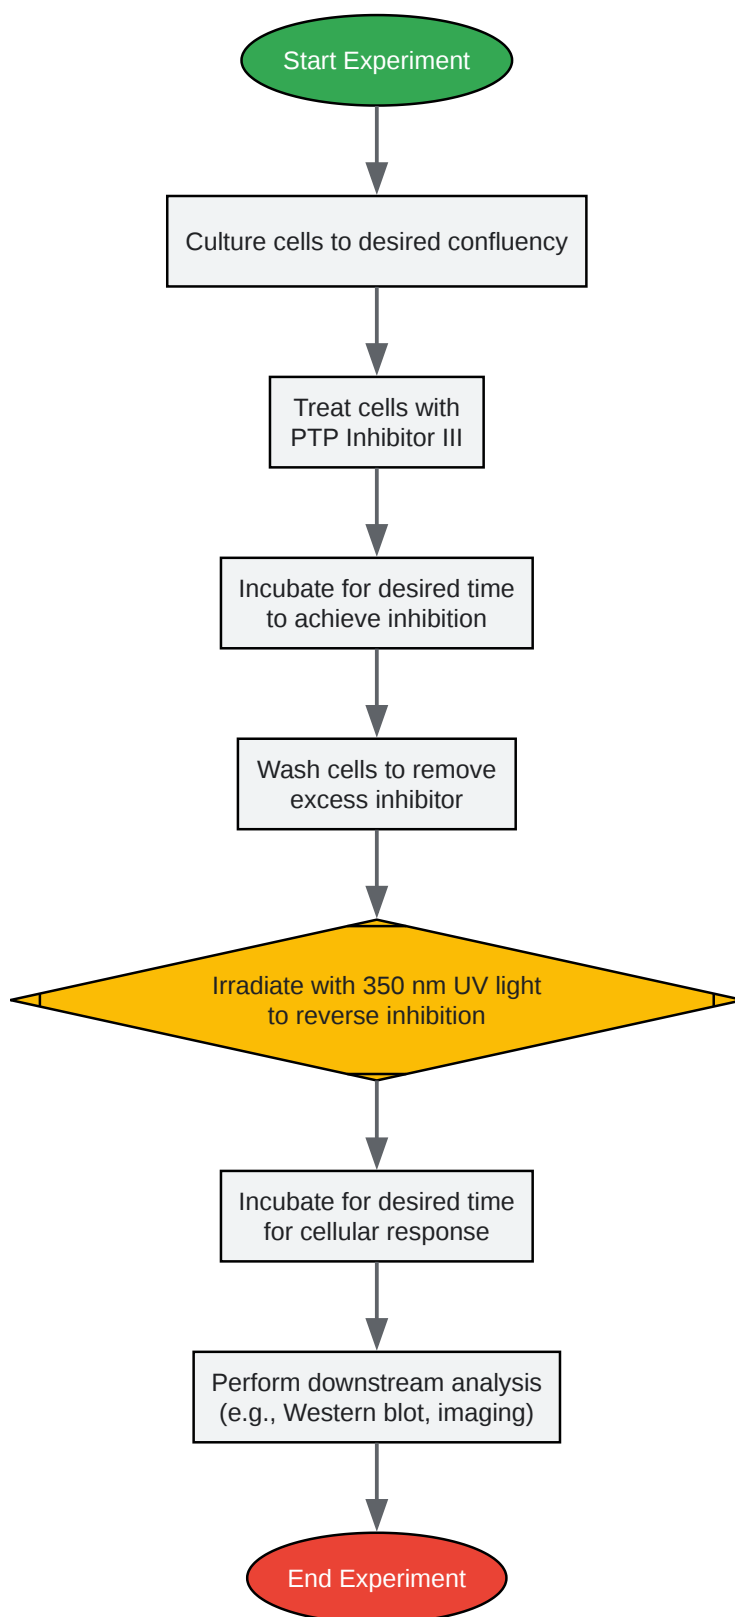 Start Experiment
Culture cells to desired confluency
Treat cells with
PTP Inhibitor III
Incubate for desired time
to achieve inhibition
Wash cells to remove
excess inhibitor
Irradiate with 350 nm UV light
to reverse inhibition
Incubate for desired time
for cellular response
Perform downstream analysis
(e.g., Western blot, imaging)
End Experiment